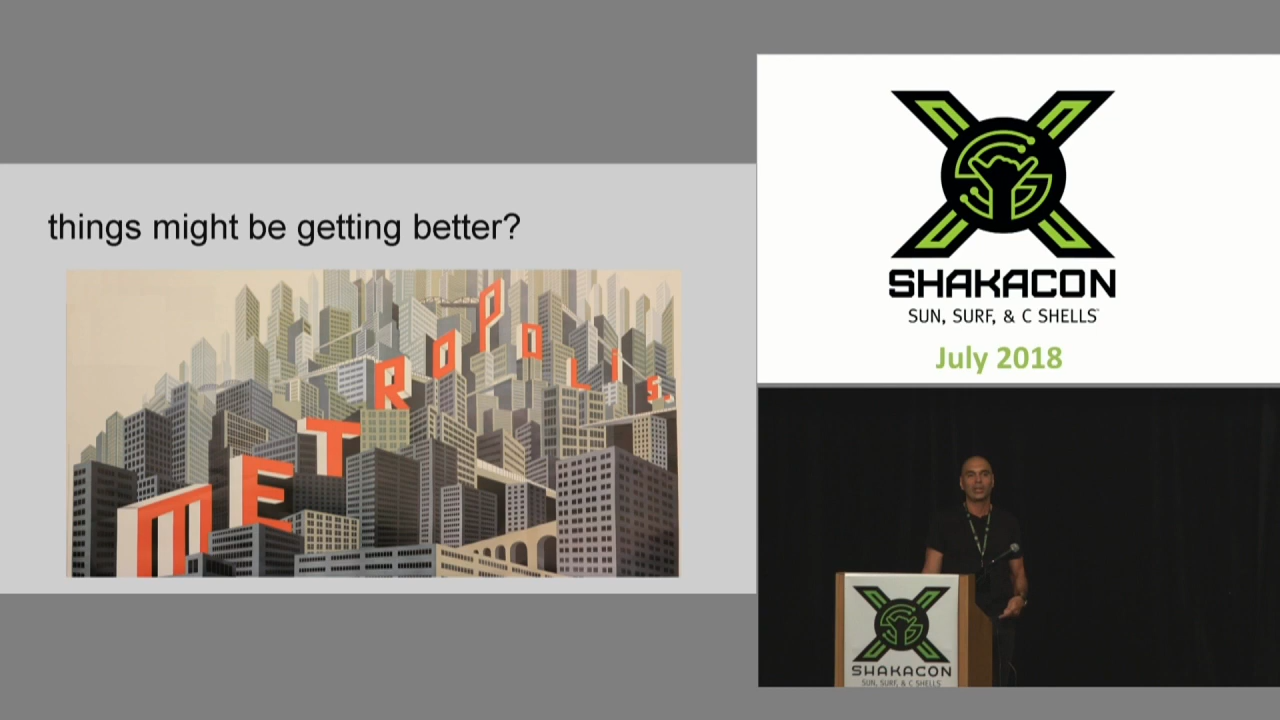 things might be getting better?
METROPOLIS.
SHAKACON
SUN, SURF, & C SHELLS
July 2018
SHAKACON
SUN, SURF, & C SHELLS